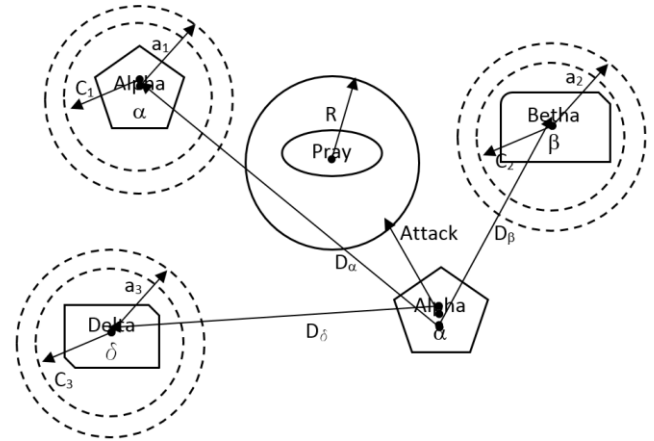 a1
Alpha
C1
α
R
Pray
a2
Betha
β
C2
Attack
Dβ
Dα
a3
Alpha
α
Delta
δ
Dδ
C3